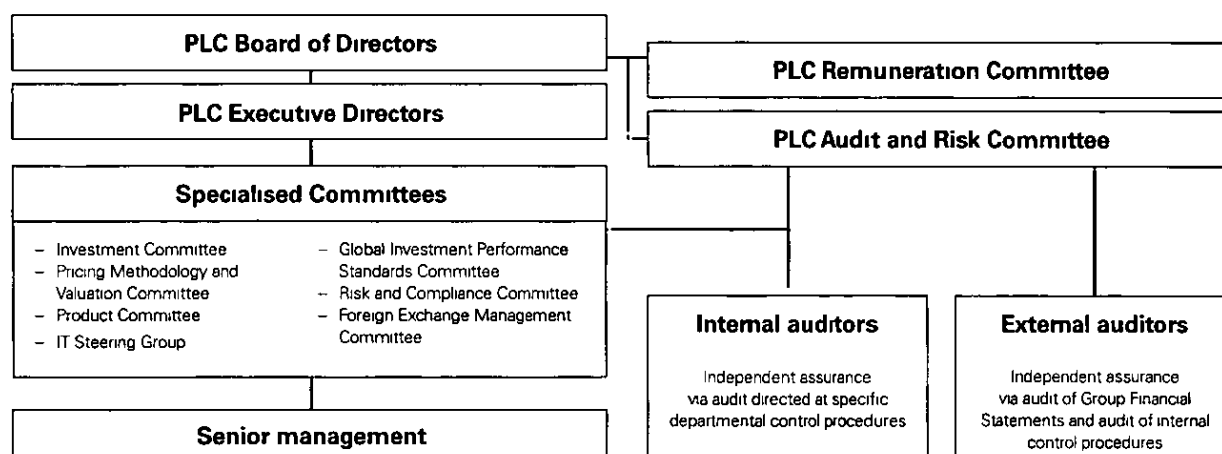 PLC Board of Directors
PLC Remuneration Committee
PLC Executive Directors
PLC Audit and Risk Committee
Specialised Committees
– Investment Committee
– Pricing Methodology and
Valuation Committee
– Product Committee
– IT Steering Group
– Global Investment Performance
Standards Committee
– Risk and Compliance Committee
– Foreign Exchange Management
Committee
Internal auditors
Independent assurance
via audit directed at specific
departmental control procedures
External auditors
Independent assurance
via audit of Group Financial
Statements and audit of internal
control procedures
Senior management